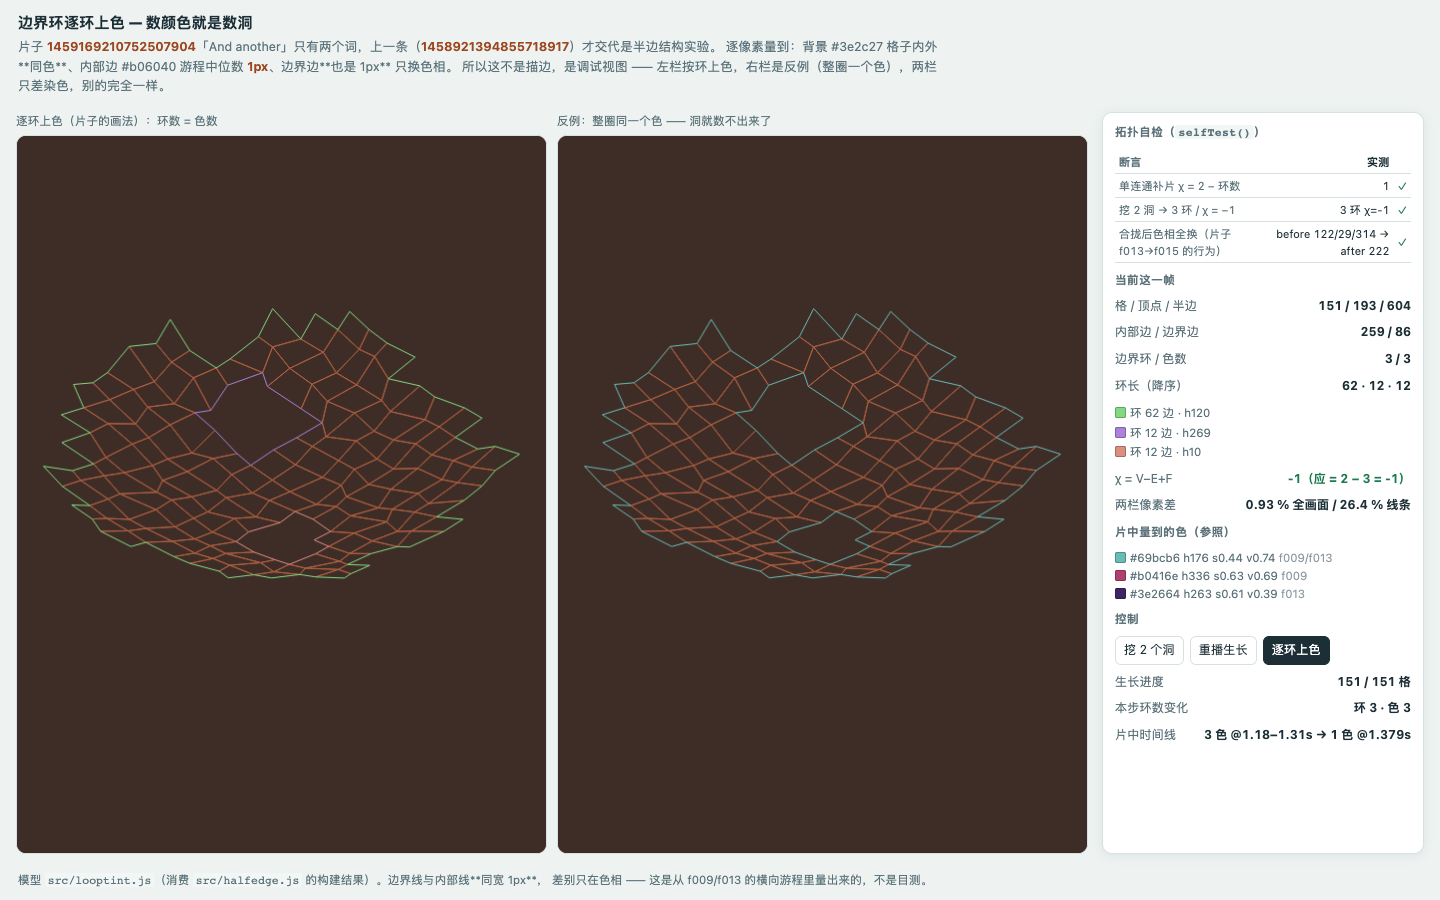 边界环逐环上色 — 数颜色就是数洞
片子 1459169210752507904「And another」只有两个词，上一条（1458921394855718917）才交代是半边结构实验。 逐像素量到：背景 #3e2c27 格子内外
**同色**、内部边 #b06040 游程中位数 1px、边界边**也是 1px** 只换色相。 所以这不是描边，是调试视图 —— 左栏按环上色，右栏是反例（整圈同一个色），两栏
只差染色，别的完全一样。
逐环上色（片子的画法）：环数 = 色数
反例：整圈同一个色 —— 洞就数不出来了
拓扑自检（ selfTest() ）
断言 实测
单连通补片 χ = 2 − 环数 1 ✓
挖 2 洞 → 3 环 / χ = −1 3 环 χ=-1 ✓
合拢后色相全换（片子 before 122/29/314 →
f013→f015 的行为） after 222 ✓
当前这一帧
格 / 顶点 / 半边 151 / 193 / 604
内部边 / 边界边 259 / 86
边界环 / 色数 3 / 3
环长（降序） 62 · 12 · 12
环 62 边 · h120
环 12 边 · h269
环 12 边 · h10
χ = V−E+F -1（应 = 2 − 3 = -1）
两栏像素差 0.93 % 全画面 / 26.4 % 线条
片中量到的色（参照）
#69bcb6 h176 s0.44 v0.74 f009/f013
#b0416e h336 s0.63 v0.69 f009
#3e2664 h263 s0.61 v0.39 f013
控制
挖 2 个洞 重播生长 逐环上色
生长进度 151 / 151 格
本步环数变化 环 3 · 色 3
片中时间线 3 色 @1.18–1.31s → 1 色 @1.379s
模型 src/looptint.js （消费 src/halfedge.js 的构建结果）。边界线与内部线**同宽 1px**， 差别只在色相 —— 这是从 f009/f013 的横向游程里量出来的，不是目测。